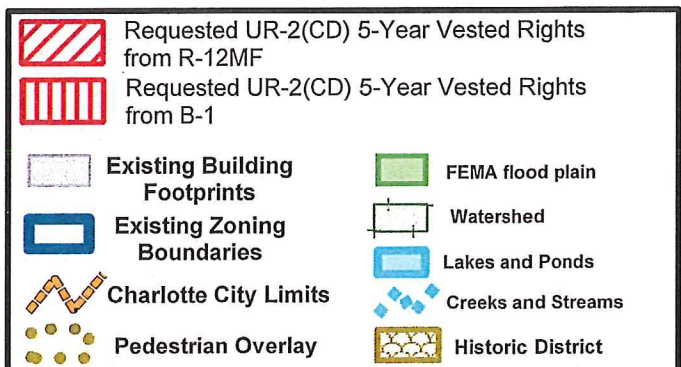 Requested UR-2(CD) 5-Year Vested Rights
from R-12MF
Requested UR-2(CD) 5-Year Vested Rights
from B-1
Existing Building
Footprints
Existing Zoning
Boundaries
Charlotte City Limits
Pedestrian Overlay
FEMA flood plain
Watershed
Lakes and Ponds
Creeks and Streams
Historic District